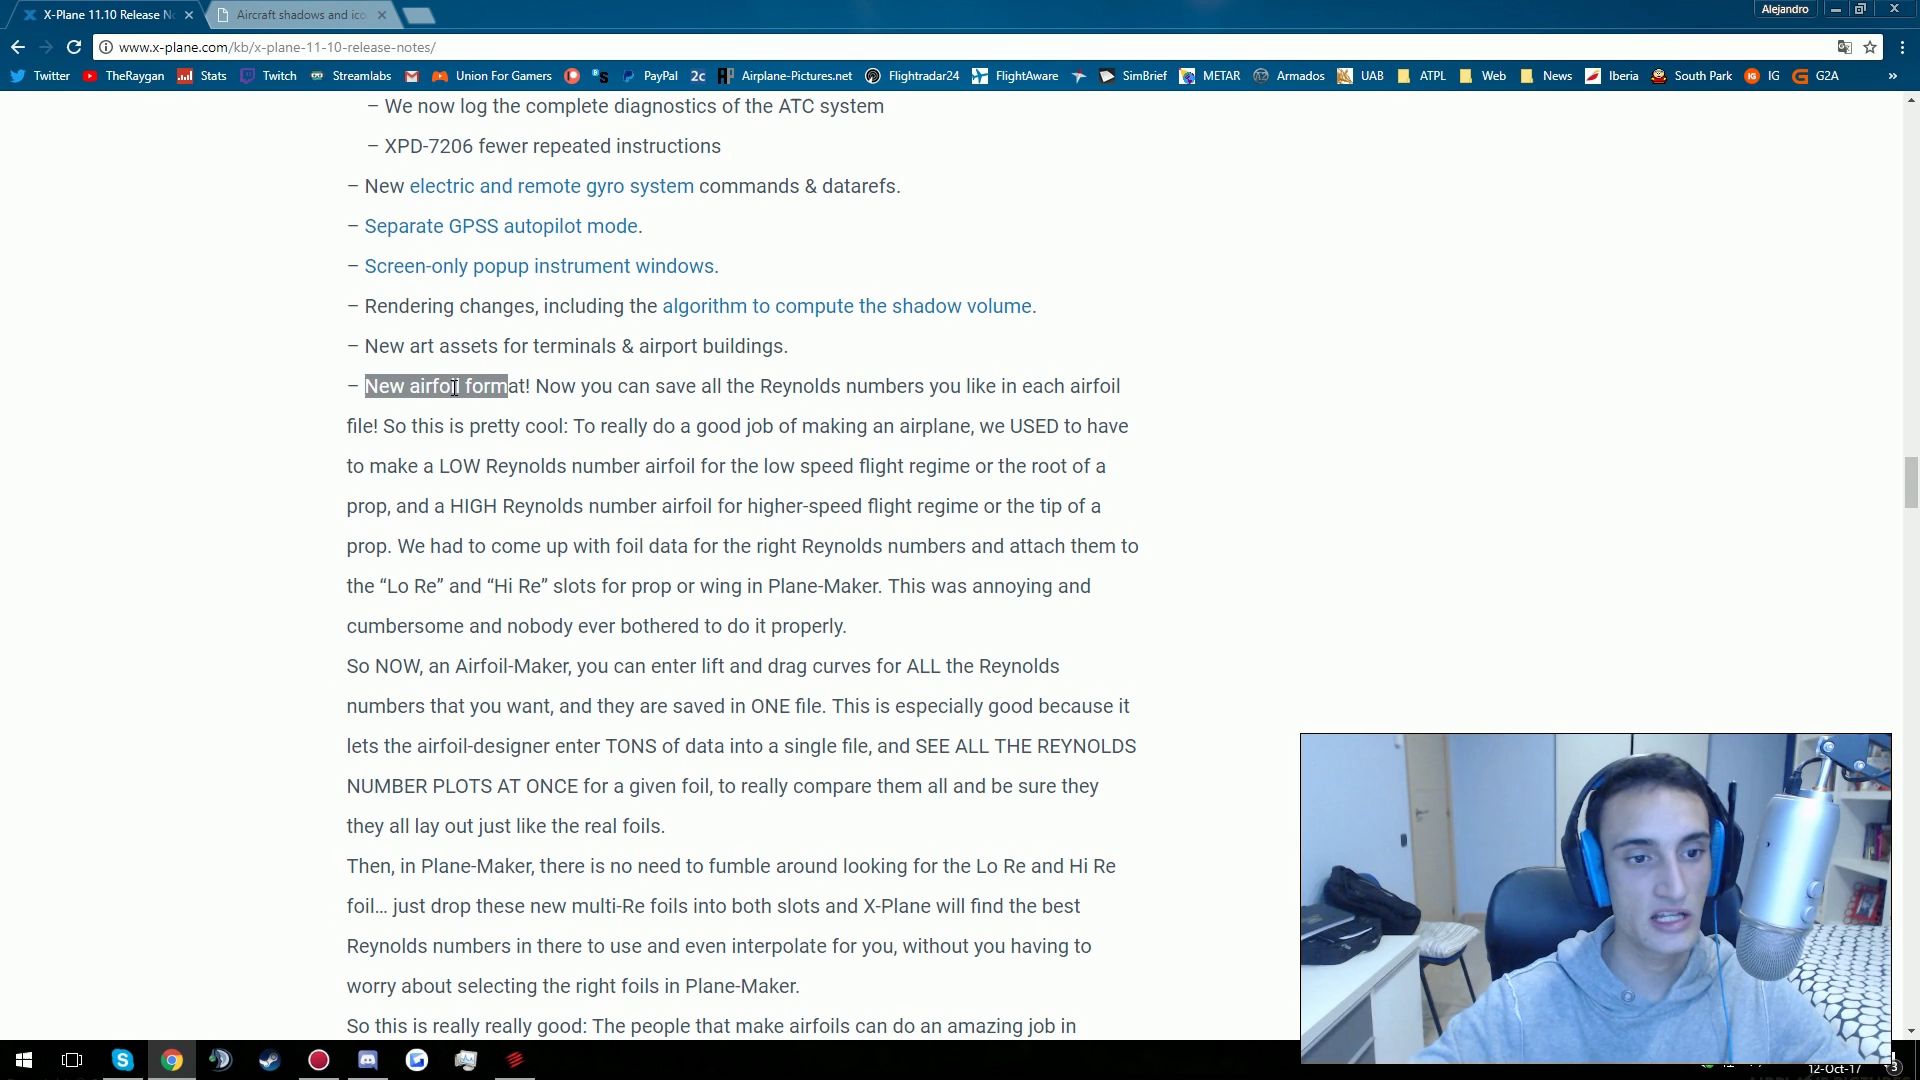 X-Plane 11.10 Release N
Aircraft shadows and ico
Alejandro
www.x-plane.com/kb/x-plane-11-10-release-notes/
Twitter TheRaygan Stats Twitch Streamlabs Union For Gamers PayPal 2c Airplane-Pictures.net Flightradar24 FlightAware SimBrief METAR Armados UAB ATPL Web News Iberia South Park IG G2A »
– We now log the complete diagnostics of the ATC system
– XPD-7206 fewer repeated instructions
– New electric and remote gyro system commands & datarefs.
– Separate GPSS autopilot mode.
– Screen-only popup instrument windows.
– Rendering changes, including the algorithm to compute the shadow volume.
– New art assets for terminals & airport buildings.
– New airfoil format! Now you can save all the Reynolds numbers you like in each airfoil
file! So this is pretty cool: To really do a good job of making an airplane, we USED to have
to make a LOW Reynolds number airfoil for the low speed flight regime or the root of a
prop, and a HIGH Reynolds number airfoil for higher-speed flight regime or the tip of a
prop. We had to come up with foil data for the right Reynolds numbers and attach them to
the “Lo Re” and “Hi Re” slots for prop or wing in Plane-Maker. This was annoying and
cumbersome and nobody ever bothered to do it properly.
So NOW, an Airfoil-Maker, you can enter lift and drag curves for ALL the Reynolds
numbers that you want, and they are saved in ONE file. This is especially good because it
lets the airfoil-designer enter TONS of data into a single file, and SEE ALL THE REYNOLDS
NUMBER PLOTS AT ONCE for a given foil, to really compare them all and be sure they
they all lay out just like the real foils.
Then, in Plane-Maker, there is no need to fumble around looking for the Lo Re and Hi Re
foil… just drop these new multi-Re foils into both slots and X-Plane will find the best
Reynolds numbers in there to use and even interpolate for you, without you having to
worry about selecting the right foils in Plane-Maker.
So this is really really good: The people that make airfoils can do an amazing job in
12-Oct-17
3